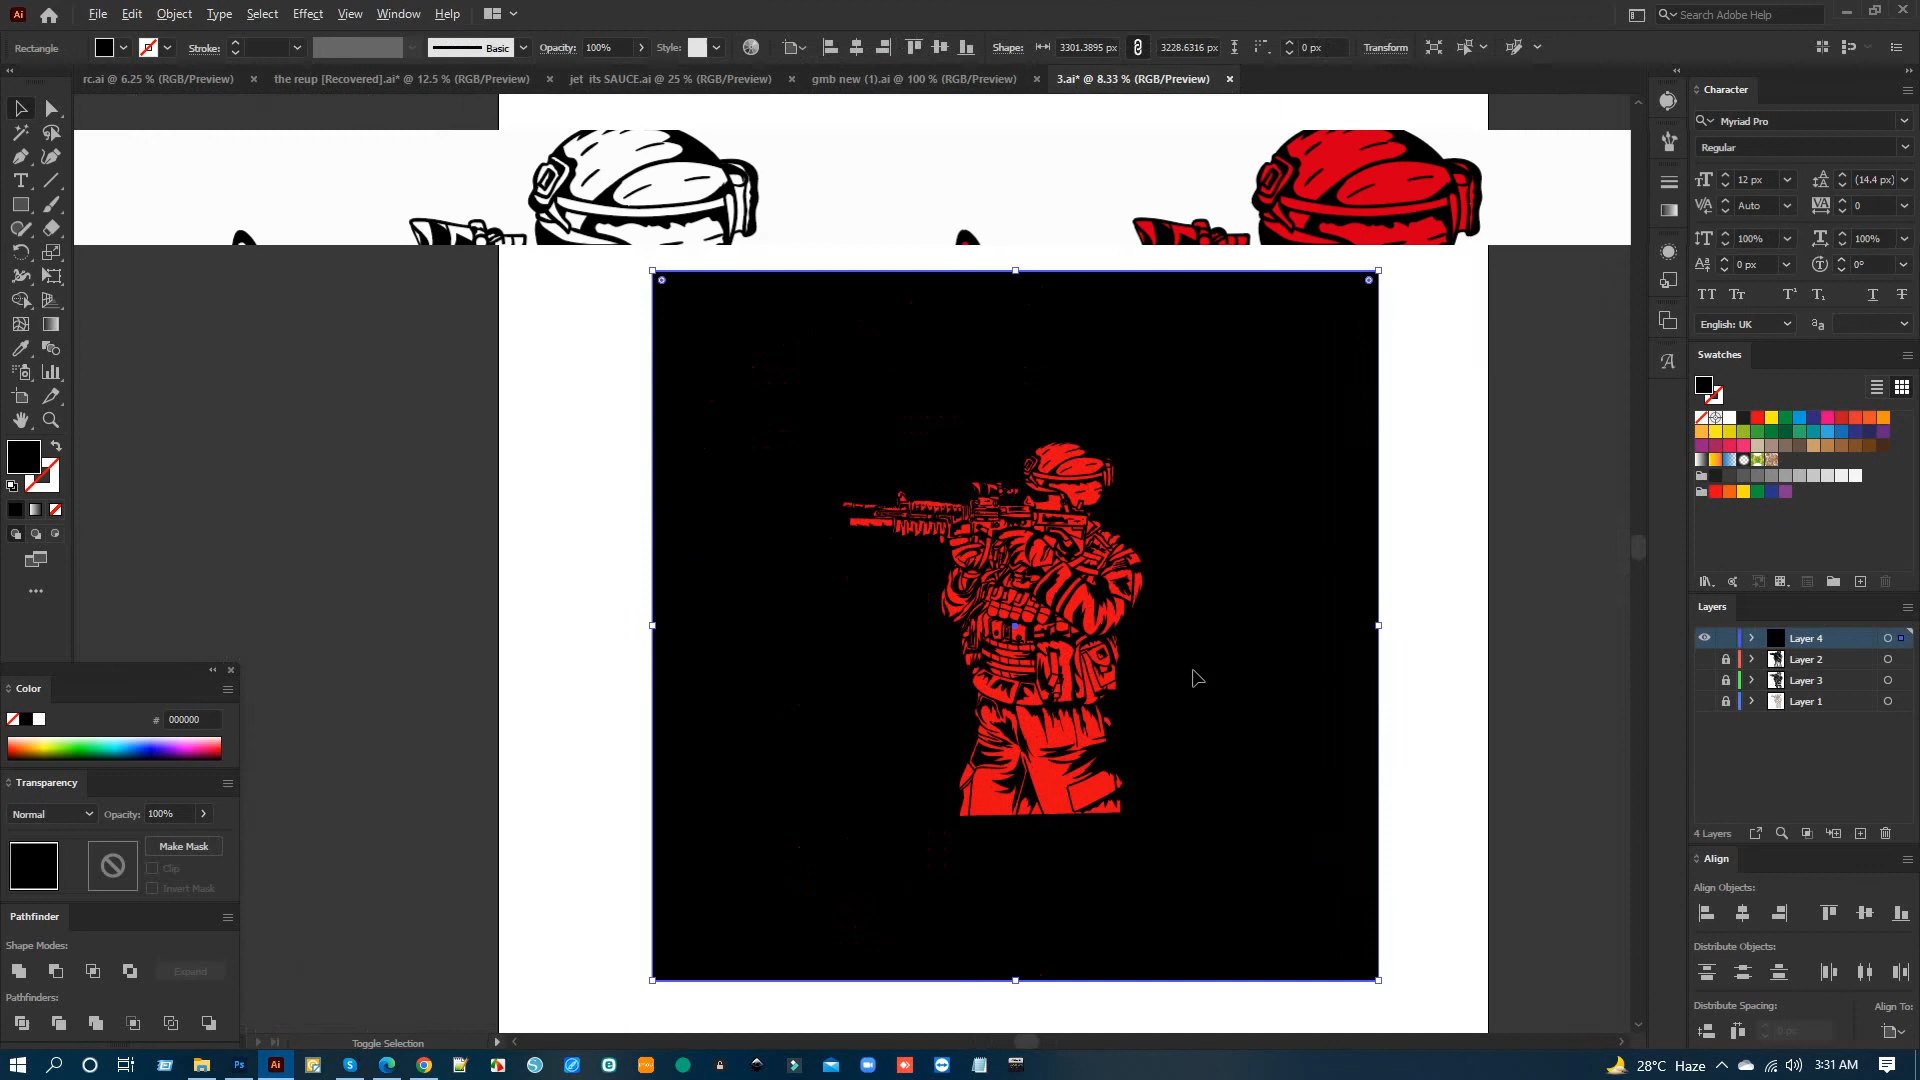 Ai File Edit Object Type Select Effect View Window Help Search Adobe Help
Rectangle Stroke: Basic Opacity: 100% Style: Shape: 3301.3895 px 3228.6316 px 0 px Transform
rc.ai @ 6.25 % (RGB/Preview) the reup [Recovered].ai* @ 12.5 % (RGB/Preview) jet its SAUCE.ai @ 25 % (RGB/Preview) gmb new (1).ai @ 100 % (RGB/Preview) 3.ai* @ 8.33 % (RGB/Preview)
Character
Myriad Pro
Regular
12 px (14.4 px)
Auto 0
100% 100%
0 px 0°
English: UK
Swatches
Layers
Layer 4
Layer 2
Layer 3
Layer 1
4 Layers
Align
Align Objects:
Distribute Objects:
Distribute Spacing: Align To:
0 px
Color
# 000000
Transparency
Normal Opacity: 100%
Make Mask
Clip
Invert Mask
Pathfinder
Shape Modes:
Expand
Pathfinders:
Toggle Selection
Ps Ai 28°C Haze 3:31 AM